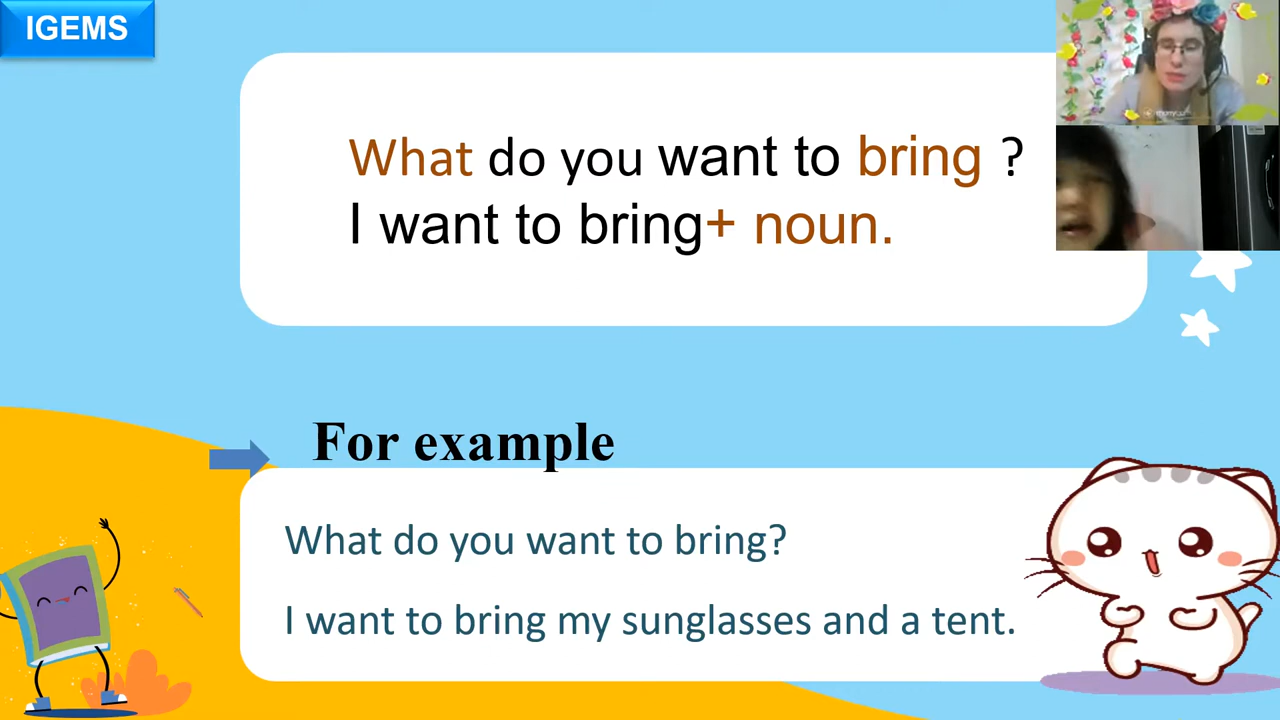 IGEMS
What do you want to bring ?
I want to bring+ noun.
For example
What do you want to bring?
I want to bring my sunglasses and a tent.